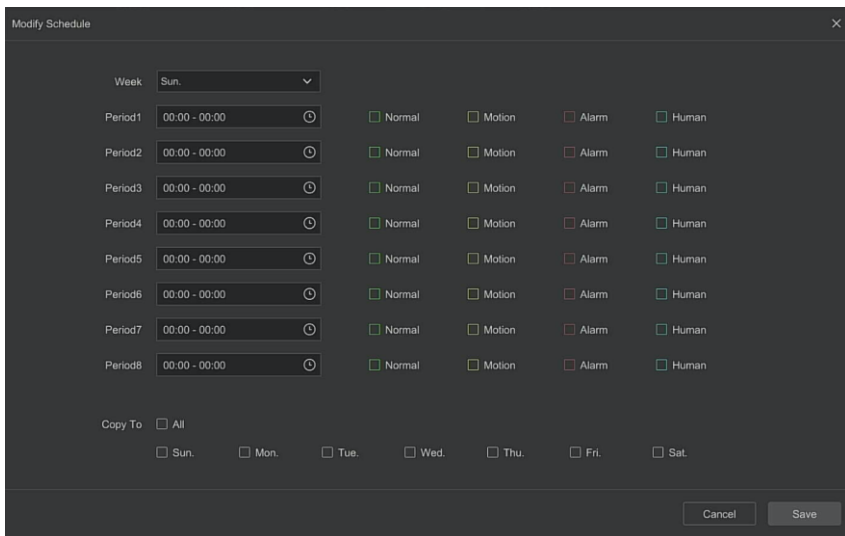 Modify Schedule
Week Sun.
Period1 00:00 - 00:00 Normal Motion Alarm Human
Period2 00:00 - 00:00 Normal Motion Alarm Human
Period3 00:00 - 00:00 Normal Motion Alarm Human
Period4 00:00 - 00:00 Normal Motion Alarm Human
Period5 00:00 - 00:00 Normal Motion Alarm Human
Period6 00:00 - 00:00 Normal Motion Alarm Human
Period7 00:00 - 00:00 Normal Motion Alarm Human
Period8 00:00 - 00:00 Normal Motion Alarm Human
Copy To All
Sun. Mon. Tue. Wed. Thu. Fri. Sat.
Cancel Save